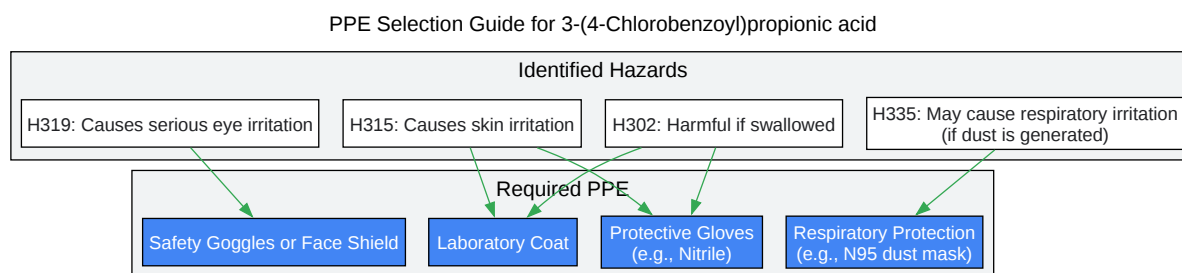 PPE Selection Guide for 3-(4-Chlorobenzoyl)propionic acid
Identified Hazards
H319: Causes serious eye irritation
H315: Causes skin irritation
H302: Harmful if swallowed
H335: May cause respiratory irritation
(if dust is generated)
Required PPE
Safety Goggles or Face Shield
Laboratory Coat
Protective Gloves
(e.g., Nitrile)
Respiratory Protection
(e.g., N95 dust mask)